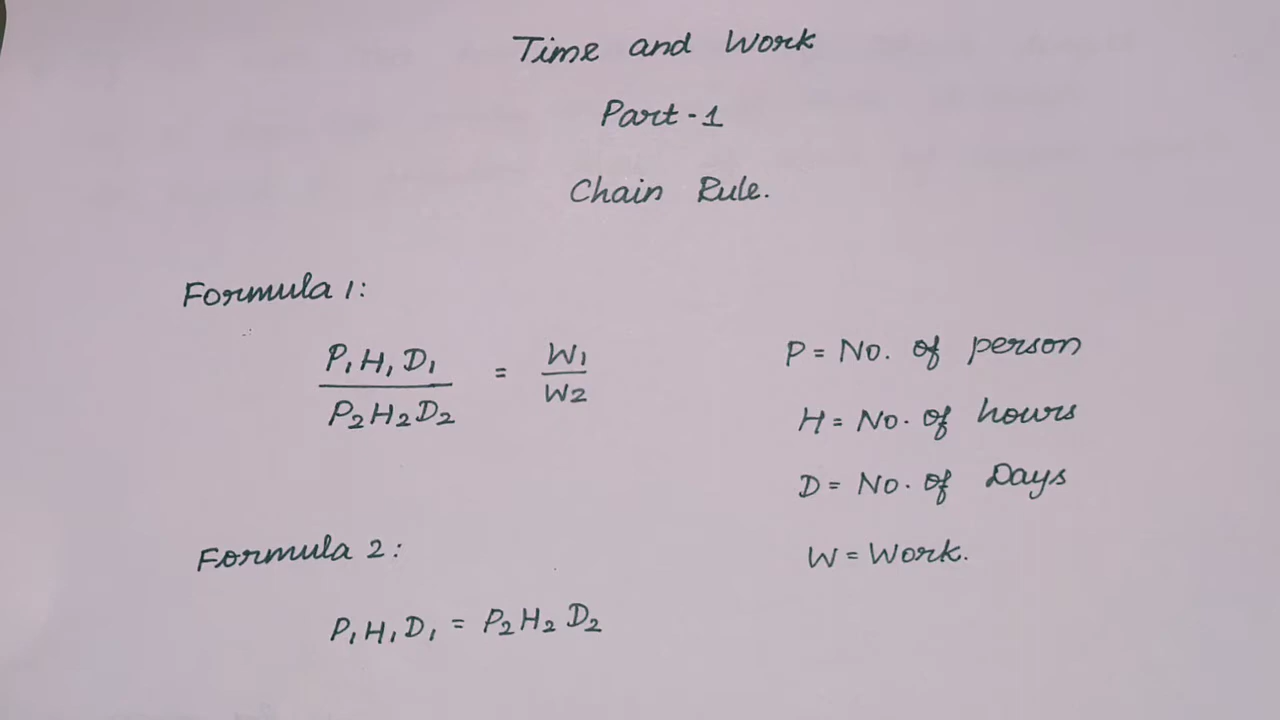 Time and Work
Part-1
Chain Rule.
Formula 1:
P₁H₁D₁ / P₂H₂D₂ = W₁ / W₂
P = No. of person
H = No. of hours
D = No. of Days
W = Work.
Formula 2:
P₁H₁D₁ = P₂H₂D₂